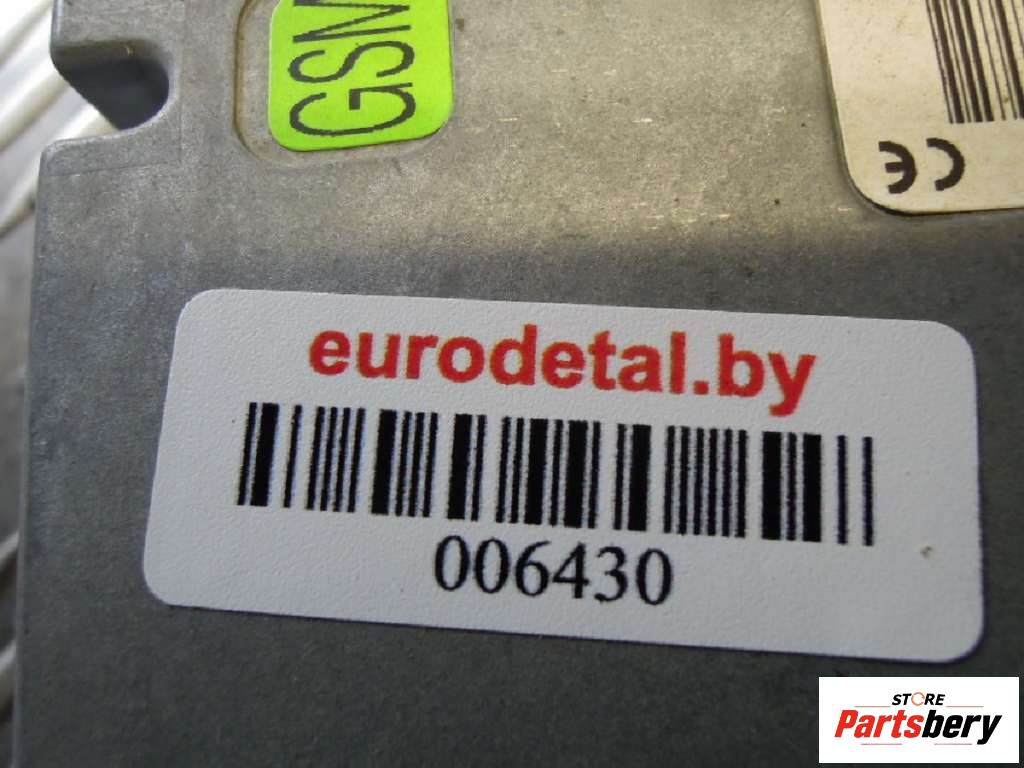 GSM
CE
eurodetal.by
006430
STORE
Partsbery